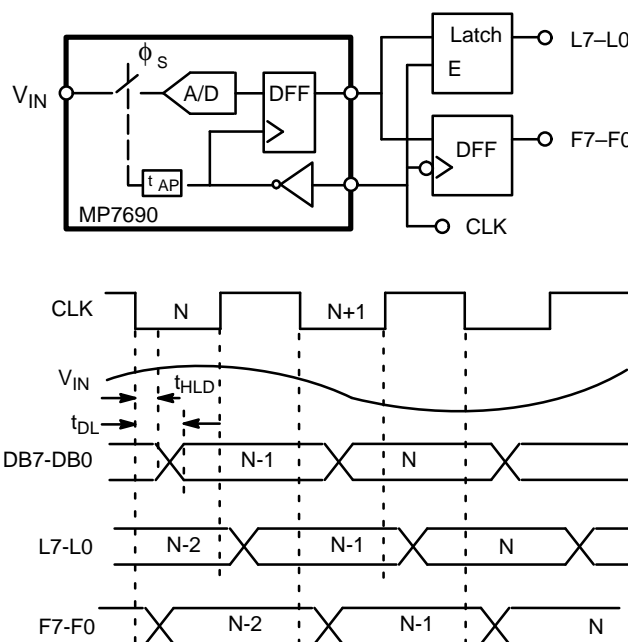 ϕS
VIN
A/D
DFF
tAP
MP7690
Latch
E
L7–L0
DFF
F7–F0
CLK
CLK
N
N+1
VIN
tHLD
tDL
DB7-DB0
N-1
N
L7-L0
N-2
N-1
N
F7-F0
N-2
N-1
N